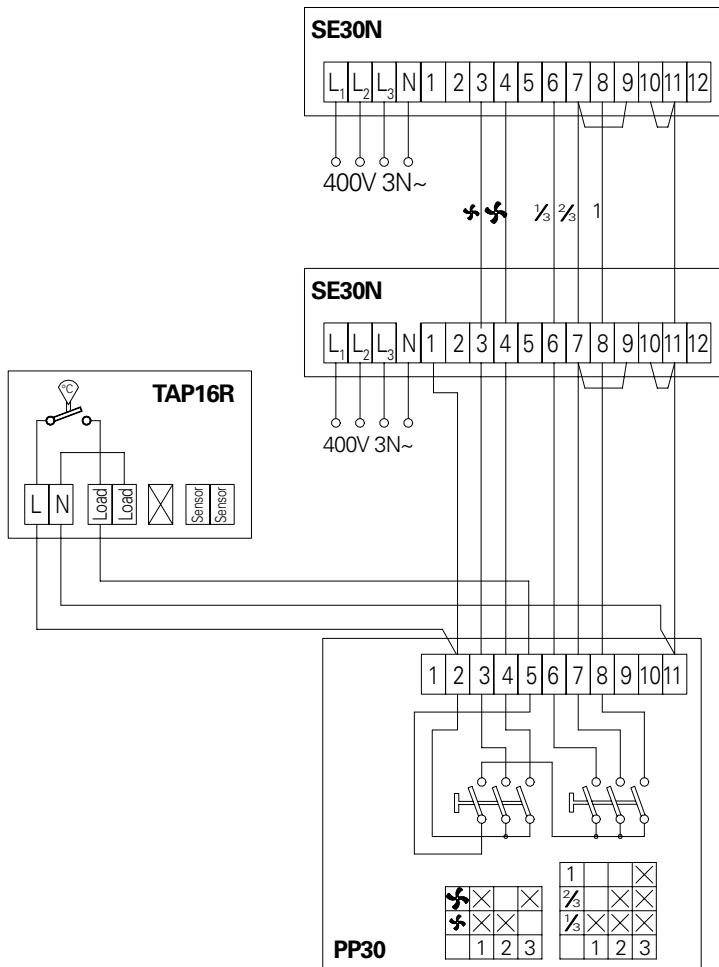 SE30N
L1 L2 L3 N 1 2 3 4 5 6 7 8 9 10 11 12
400V 3N~
⅓ ⅔ 1
SE30N
L1 L2 L3 N 1 2 3 4 5 6 7 8 9 10 11 12
400V 3N~
TAP16R
°C
L N Load Load Sensor Sensor
1 2 3 4 5 6 7 8 9 10 11
1
⅔
⅓
1 2 3
1 2 3
PP30